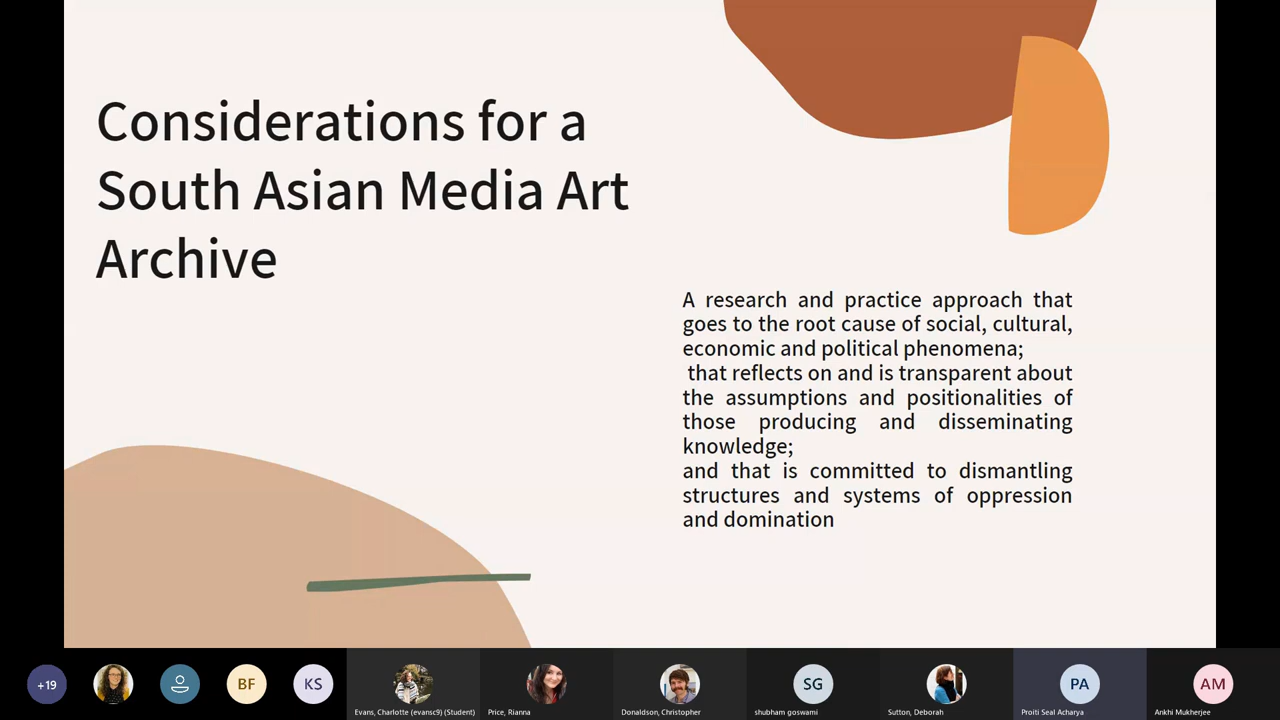 Considerations for a
South Asian Media Art
Archive
A research and practice approach that
goes to the root cause of social, cultural,
economic and political phenomena;
that reflects on and is transparent about
the assumptions and positionalities of
those producing and disseminating
knowledge;
and that is committed to dismantling
structures and systems of oppression
and domination
+19
BF
KS
Evans, Charlotte (evansc9) (Student)
Price, Rianna
Donaldson, Christopher
SG
shubham goswami
Sutton, Deborah
PA
Proiti Seal Acharya
AM
Ankhi Mukherjee